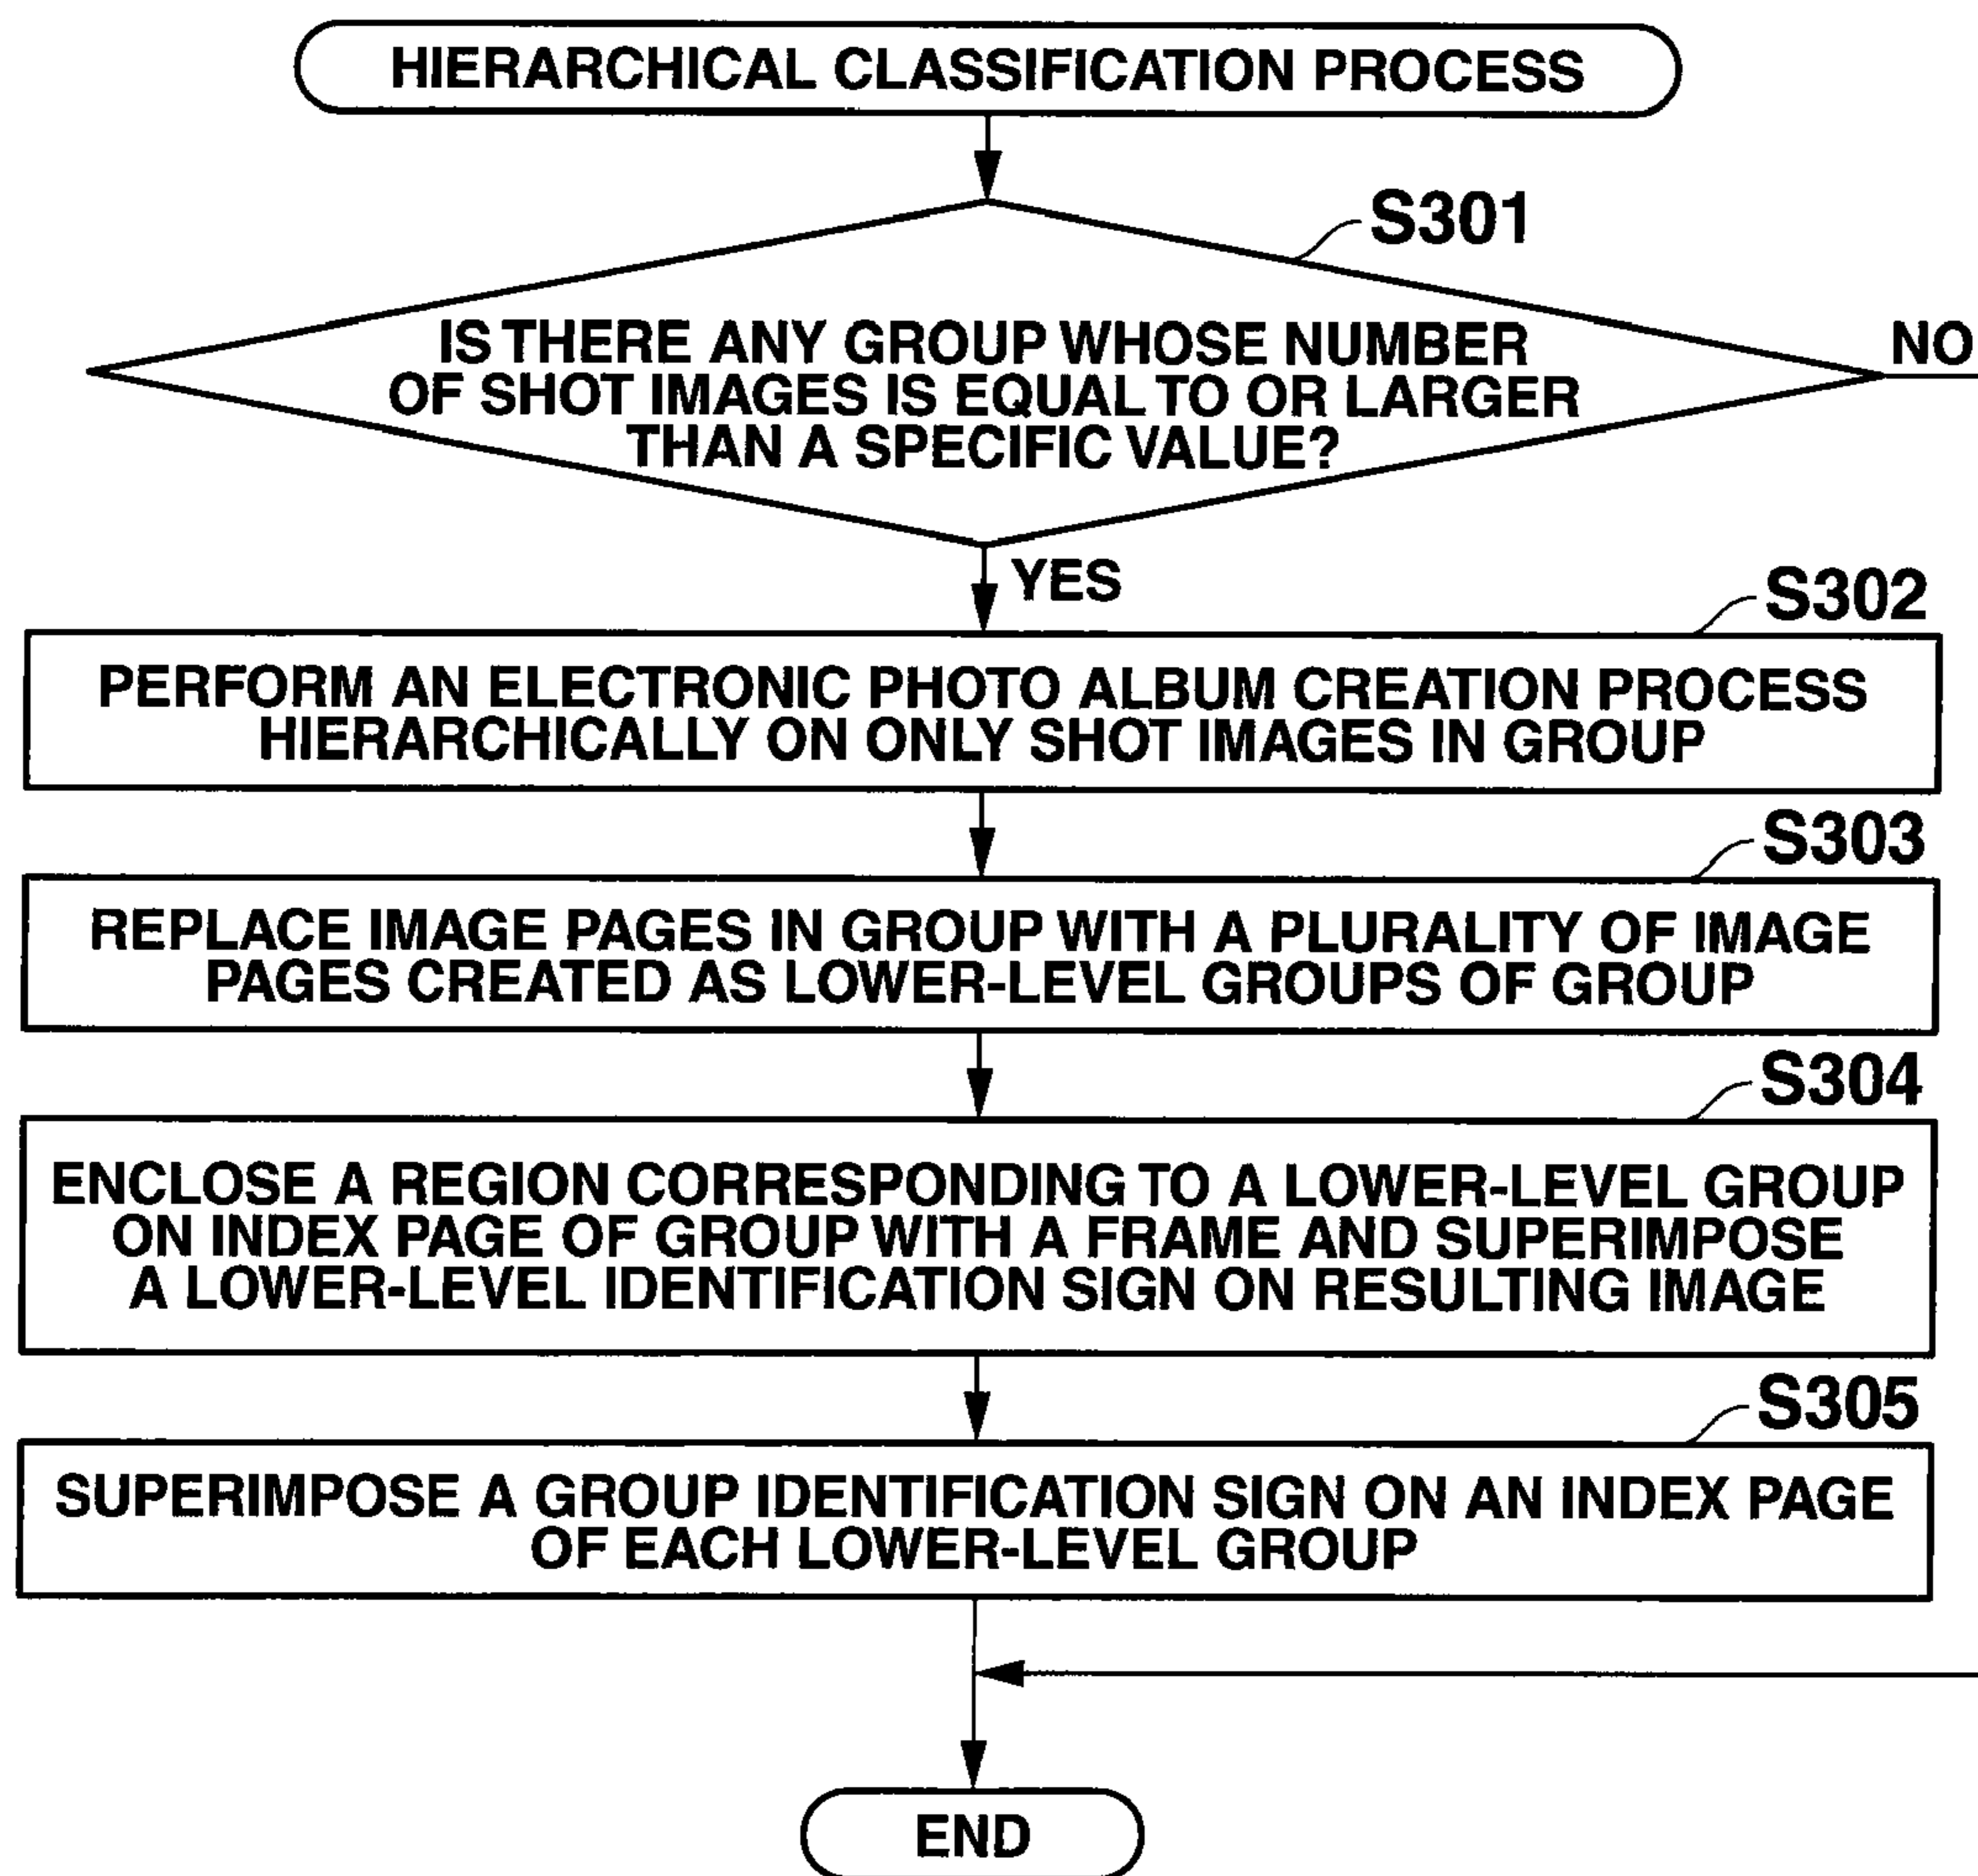 HIERARCHICAL CLASSIFICATION PROCESS
S301
IS THERE ANY GROUP WHOSE NUMBER
OF SHOT IMAGES IS EQUAL TO OR LARGER
THAN A SPECIFIC VALUE?
NO
YES
S302
PERFORM AN ELECTRONIC PHOTO ALBUM CREATION PROCESS
HIERARCHICALLY ON ONLY SHOT IMAGES IN GROUP
S303
REPLACE IMAGE PAGES IN GROUP WITH A PLURALITY OF IMAGE
PAGES CREATED AS LOWER-LEVEL GROUPS OF GROUP
S304
ENCLOSE A REGION CORRESPONDING TO A LOWER-LEVEL GROUP
ON INDEX PAGE OF GROUP WITH A FRAME AND SUPERIMPOSE
A LOWER-LEVEL IDENTIFICATION SIGN ON RESULTING IMAGE
S305
SUPERIMPOSE A GROUP IDENTIFICATION SIGN ON AN INDEX PAGE
OF EACH LOWER-LEVEL GROUP
END